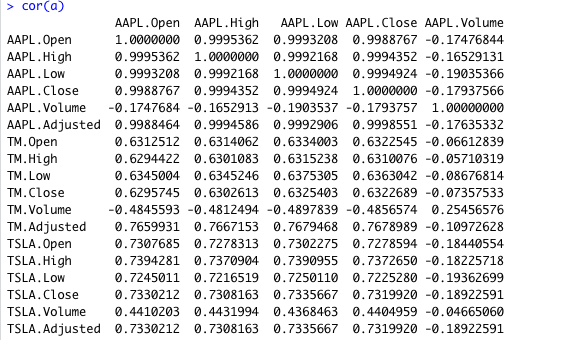 > cor(a)
AAPL.Open AAPL.High AAPL.Low AAPL.Close AAPL.Volume
AAPL.Open 1.0000000 0.9995362 0.9993208 0.9988767 -0.17476844
AAPL.High 0.9995362 1.0000000 0.9992168 0.9994352 -0.16529131
AAPL.Low 0.9993208 0.9992168 1.0000000 0.9994924 -0.19035366
AAPL.Close 0.9988767 0.9994352 0.9994924 1.0000000 -0.17937566
AAPL.Volume -0.1747684 -0.1652913 -0.1903537 -0.1793757 1.00000000
AAPL.Adjusted 0.9988464 0.9994586 0.9992906 0.9998551 -0.17635332
TM.Open 0.6312512 0.6314062 0.6334003 0.6322545 -0.06612839
TM.High 0.6294422 0.6301083 0.6315238 0.6310076 -0.05710319
TM.Low 0.6345004 0.6345246 0.6375305 0.6363042 -0.08676814
TM.Close 0.6295745 0.6302613 0.6325403 0.6322689 -0.07357533
TM.Volume -0.4845593 -0.4812494 -0.4897839 -0.4856574 0.25456576
TM.Adjusted 0.7659931 0.7667153 0.7679468 0.7678989 -0.10972628
TSLA.Open 0.7307685 0.7278313 0.7302275 0.7278594 -0.18440554
TSLA.High 0.7394281 0.7370904 0.7390955 0.7372650 -0.18225718
TSLA.Low 0.7245011 0.7216519 0.7250110 0.7225280 -0.19362699
TSLA.Close 0.7330212 0.7308163 0.7335667 0.7319920 -0.18922591
TSLA.Volume 0.4410203 0.4431994 0.4368463 0.4404959 -0.04665060
TSLA.Adjusted 0.7330212 0.7308163 0.7335667 0.7319920 -0.18922591